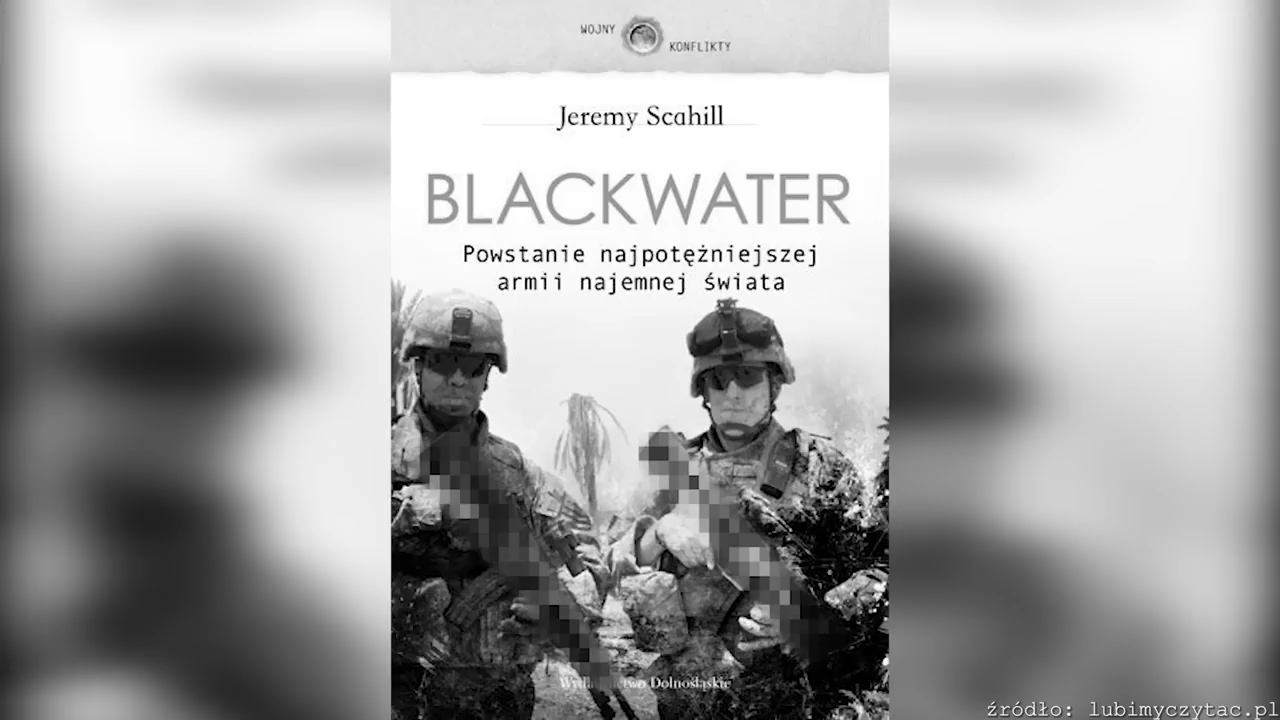 WOJNY
KONFLIKTY
Jeremy Scahill
BLACKWATER
Powstanie najpotężniejszej
armii najemnej świata
Dolnośląskie
źródło: lubimyczytac.pl